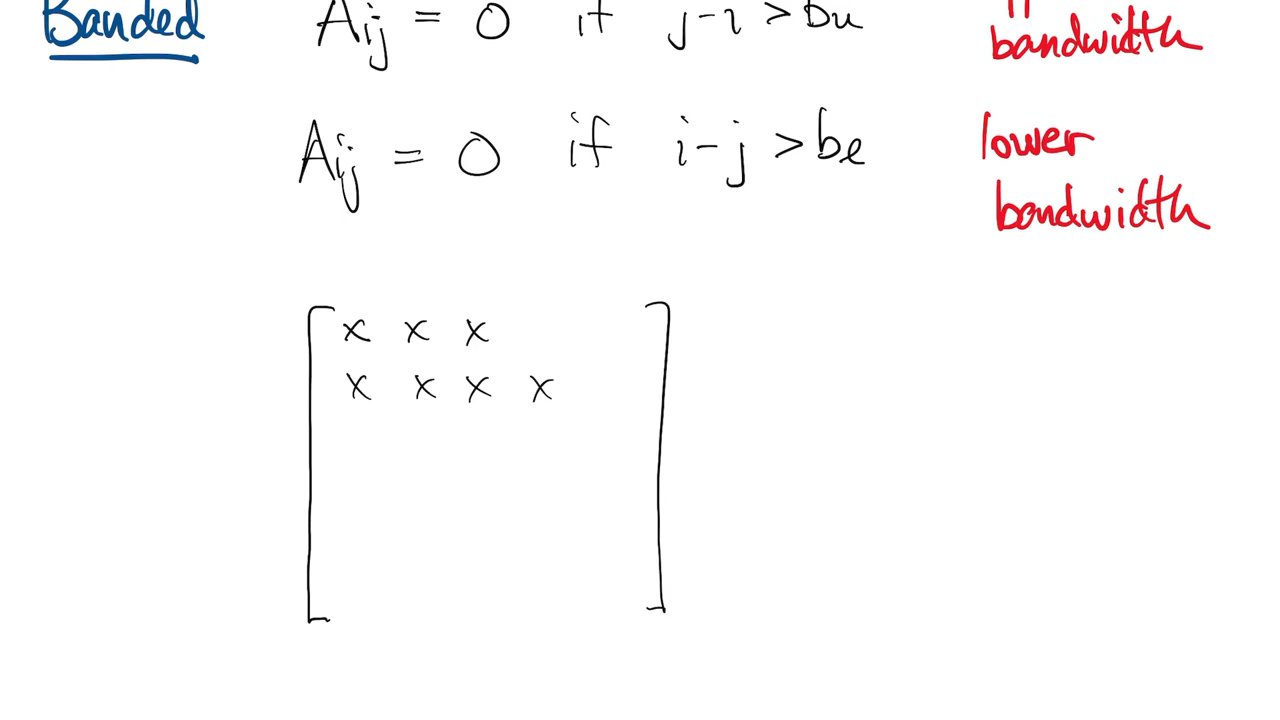 Banded Aij = 0 if j-i > bu
bandwidth
Aij = 0 if i-j > bl lower
bandwidth
x x x
x x x x